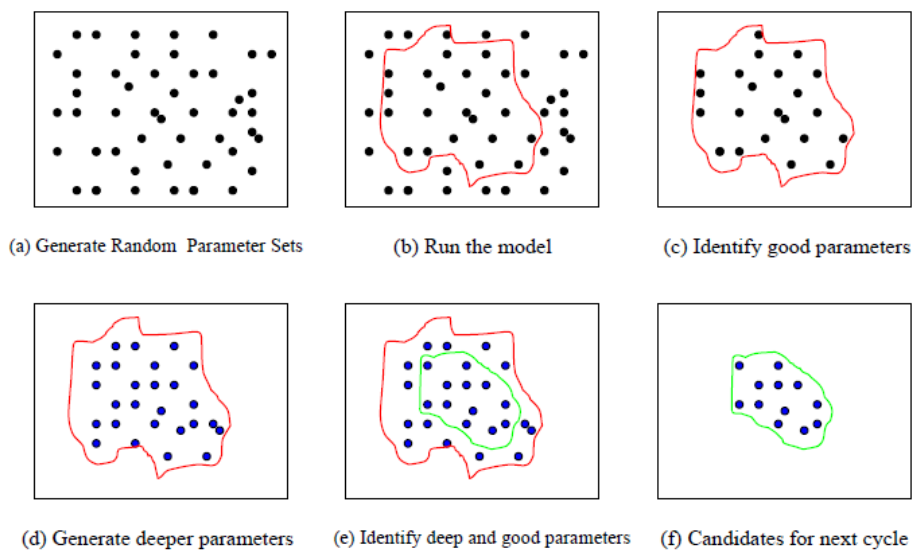 (a) Generate Random Parameter Sets
(b) Run the model
(c) Identify good parameters
(d) Generate deeper parameters
(e) Identify deep and good parameters
(f) Candidates for next cycle